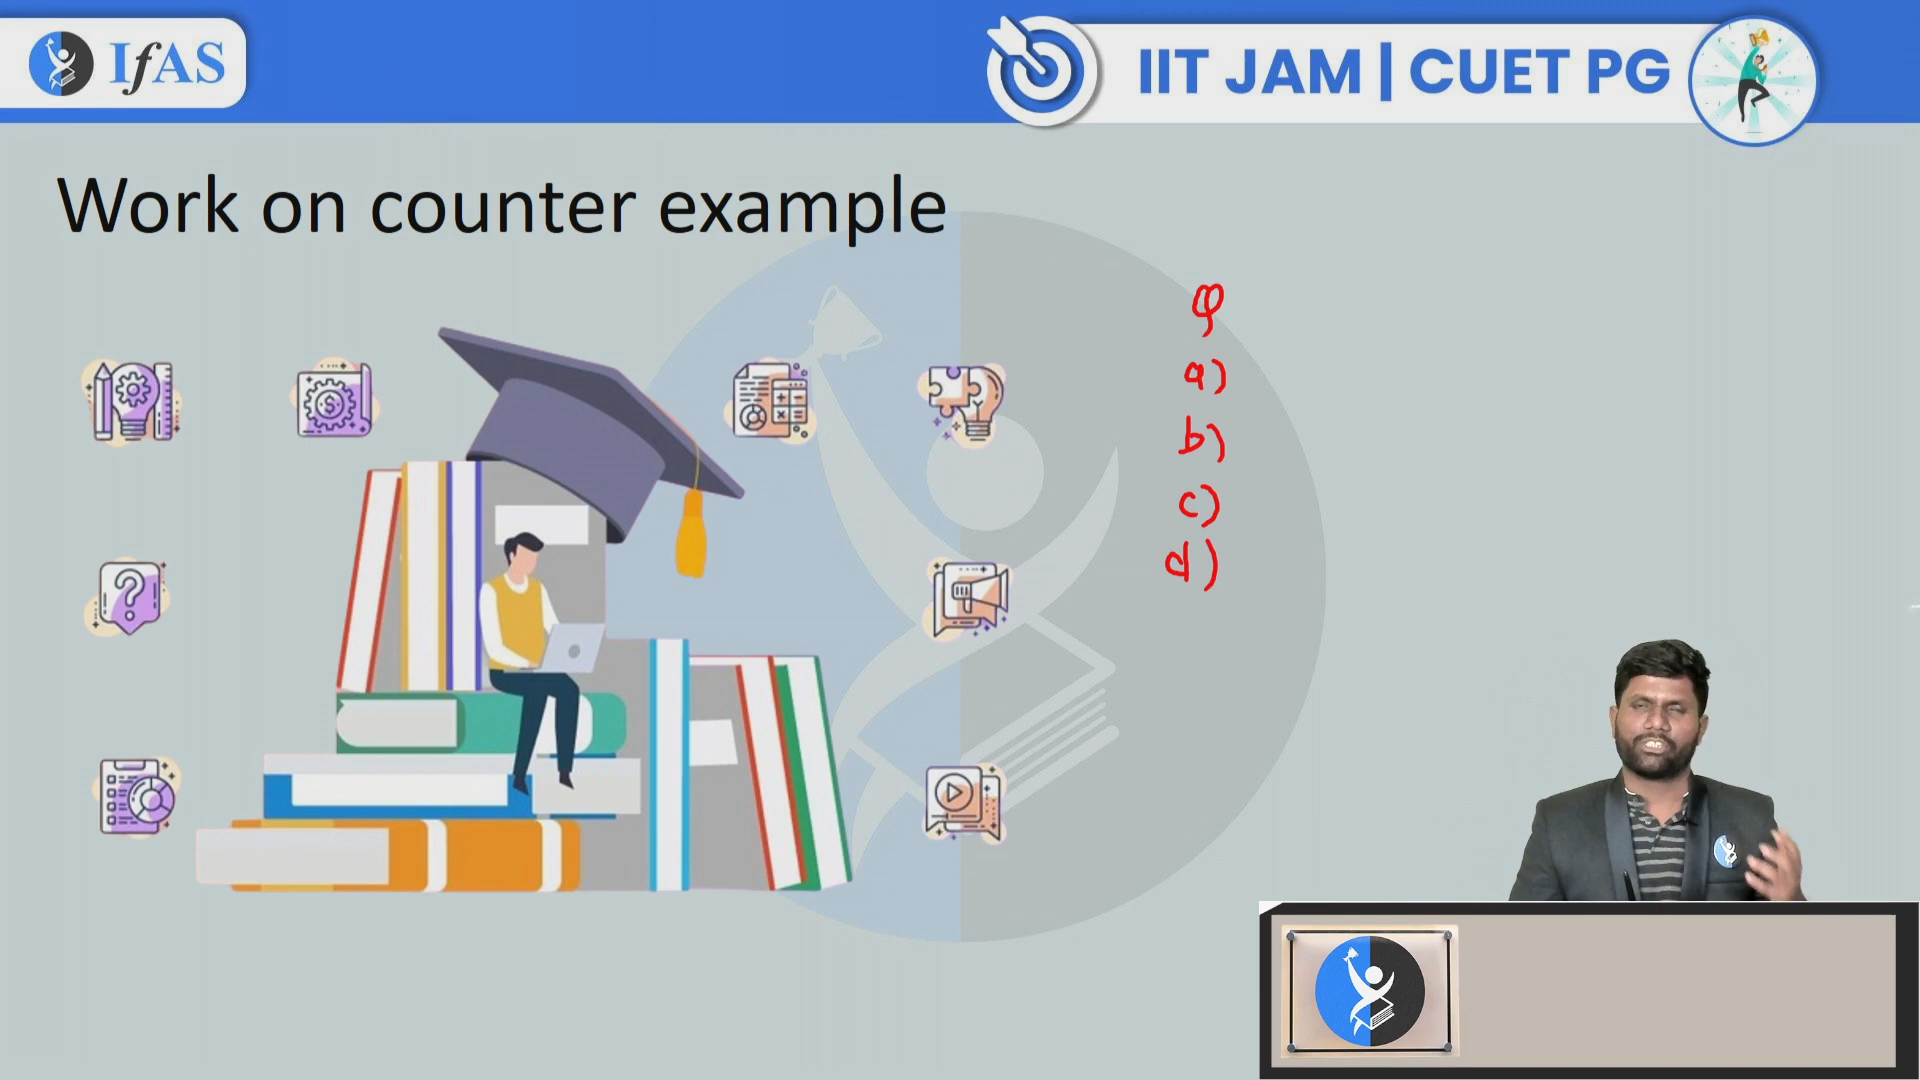 IfAS
IIT JAM | CUET PG
Work on counter example
Q
a)
b)
c)
d)